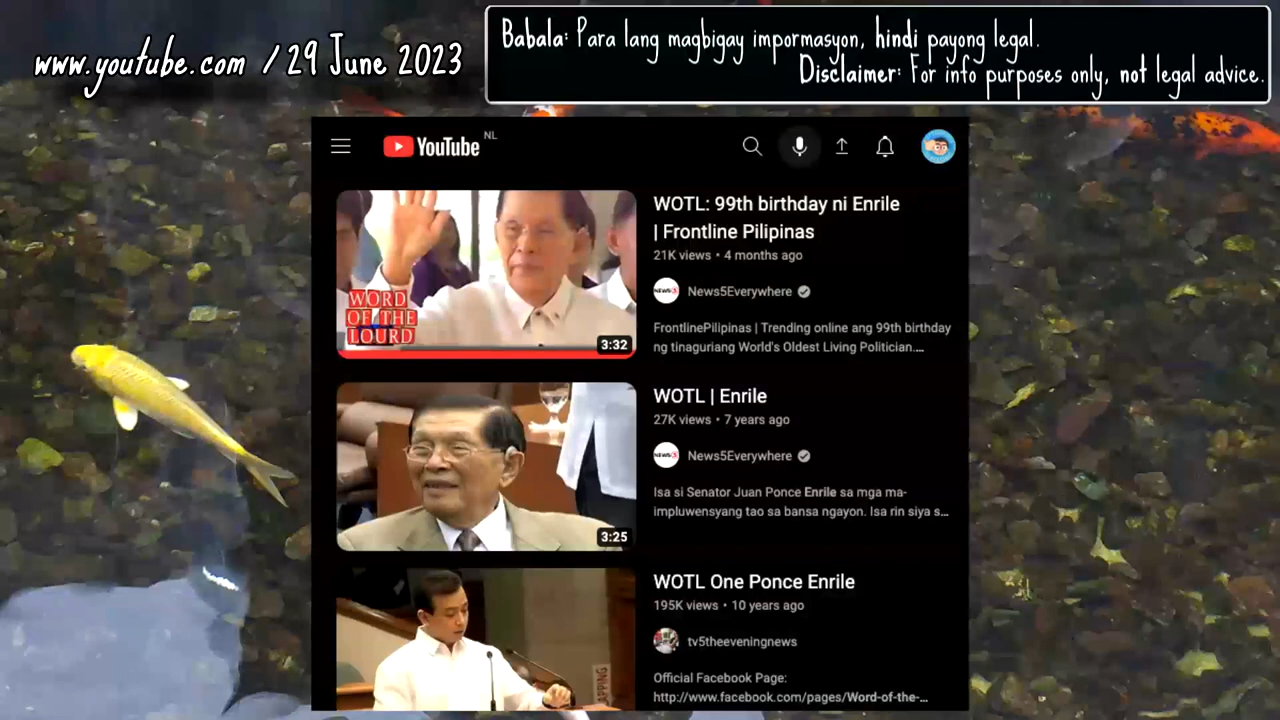 www.youtube.com / 29 June 2023
Babala: Para lang magbigay impormasyon, hindi payong legal.
Disclaimer: For info purposes only, not legal advice.
YouTube NL
WORD
OF THE
LOURD
3:32
WOTL: 99th birthday ni Enrile
| Frontline Pilipinas
21K views • 4 months ago
NEWS5
News5Everywhere
FrontlinePilipinas | Trending online ang 99th birthday
ng tinaguriang World's Oldest Living Politician....
3:25
WOTL | Enrile
27K views • 7 years ago
NEWS5
News5Everywhere
Isa si Senator Juan Ponce Enrile sa mga ma-
impluwensyang tao sa bansa ngayon. Isa rin siya s...
WOTL One Ponce Enrile
195K views • 10 years ago
tv5theeveningnews
Official Facebook Page:
http://www.facebook.com/pages/Word-of-the-...